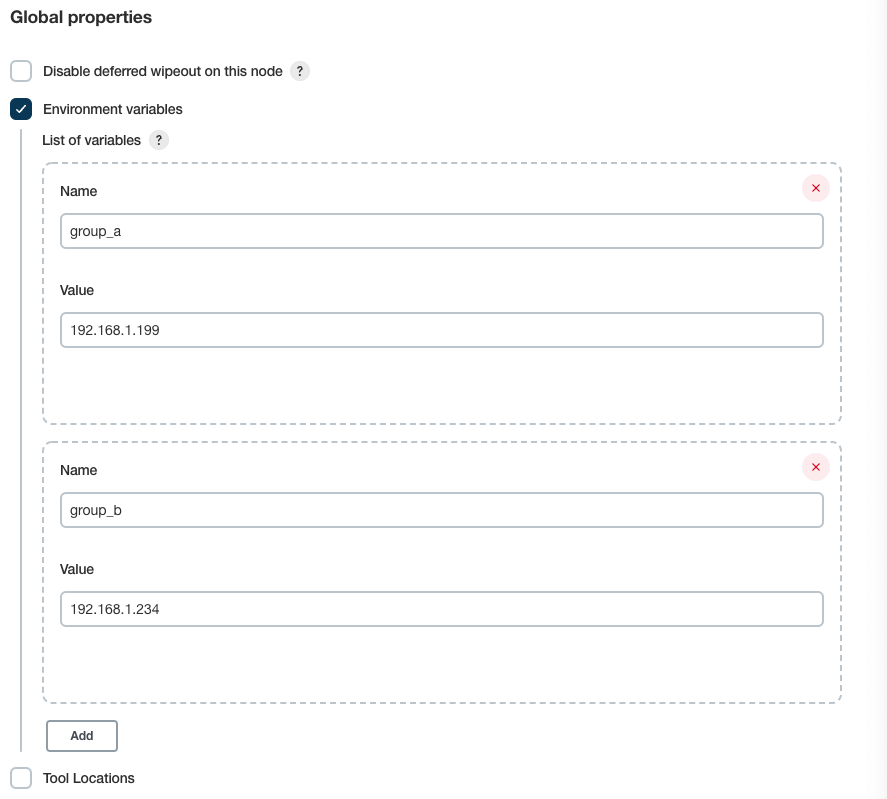 Global properties
Disable deferred wipeout on this node ?
Environment variables
List of variables ?
Name
group_a
Value
192.168.1.199
Name
group_b
Value
192.168.1.234
Add
Tool Locations